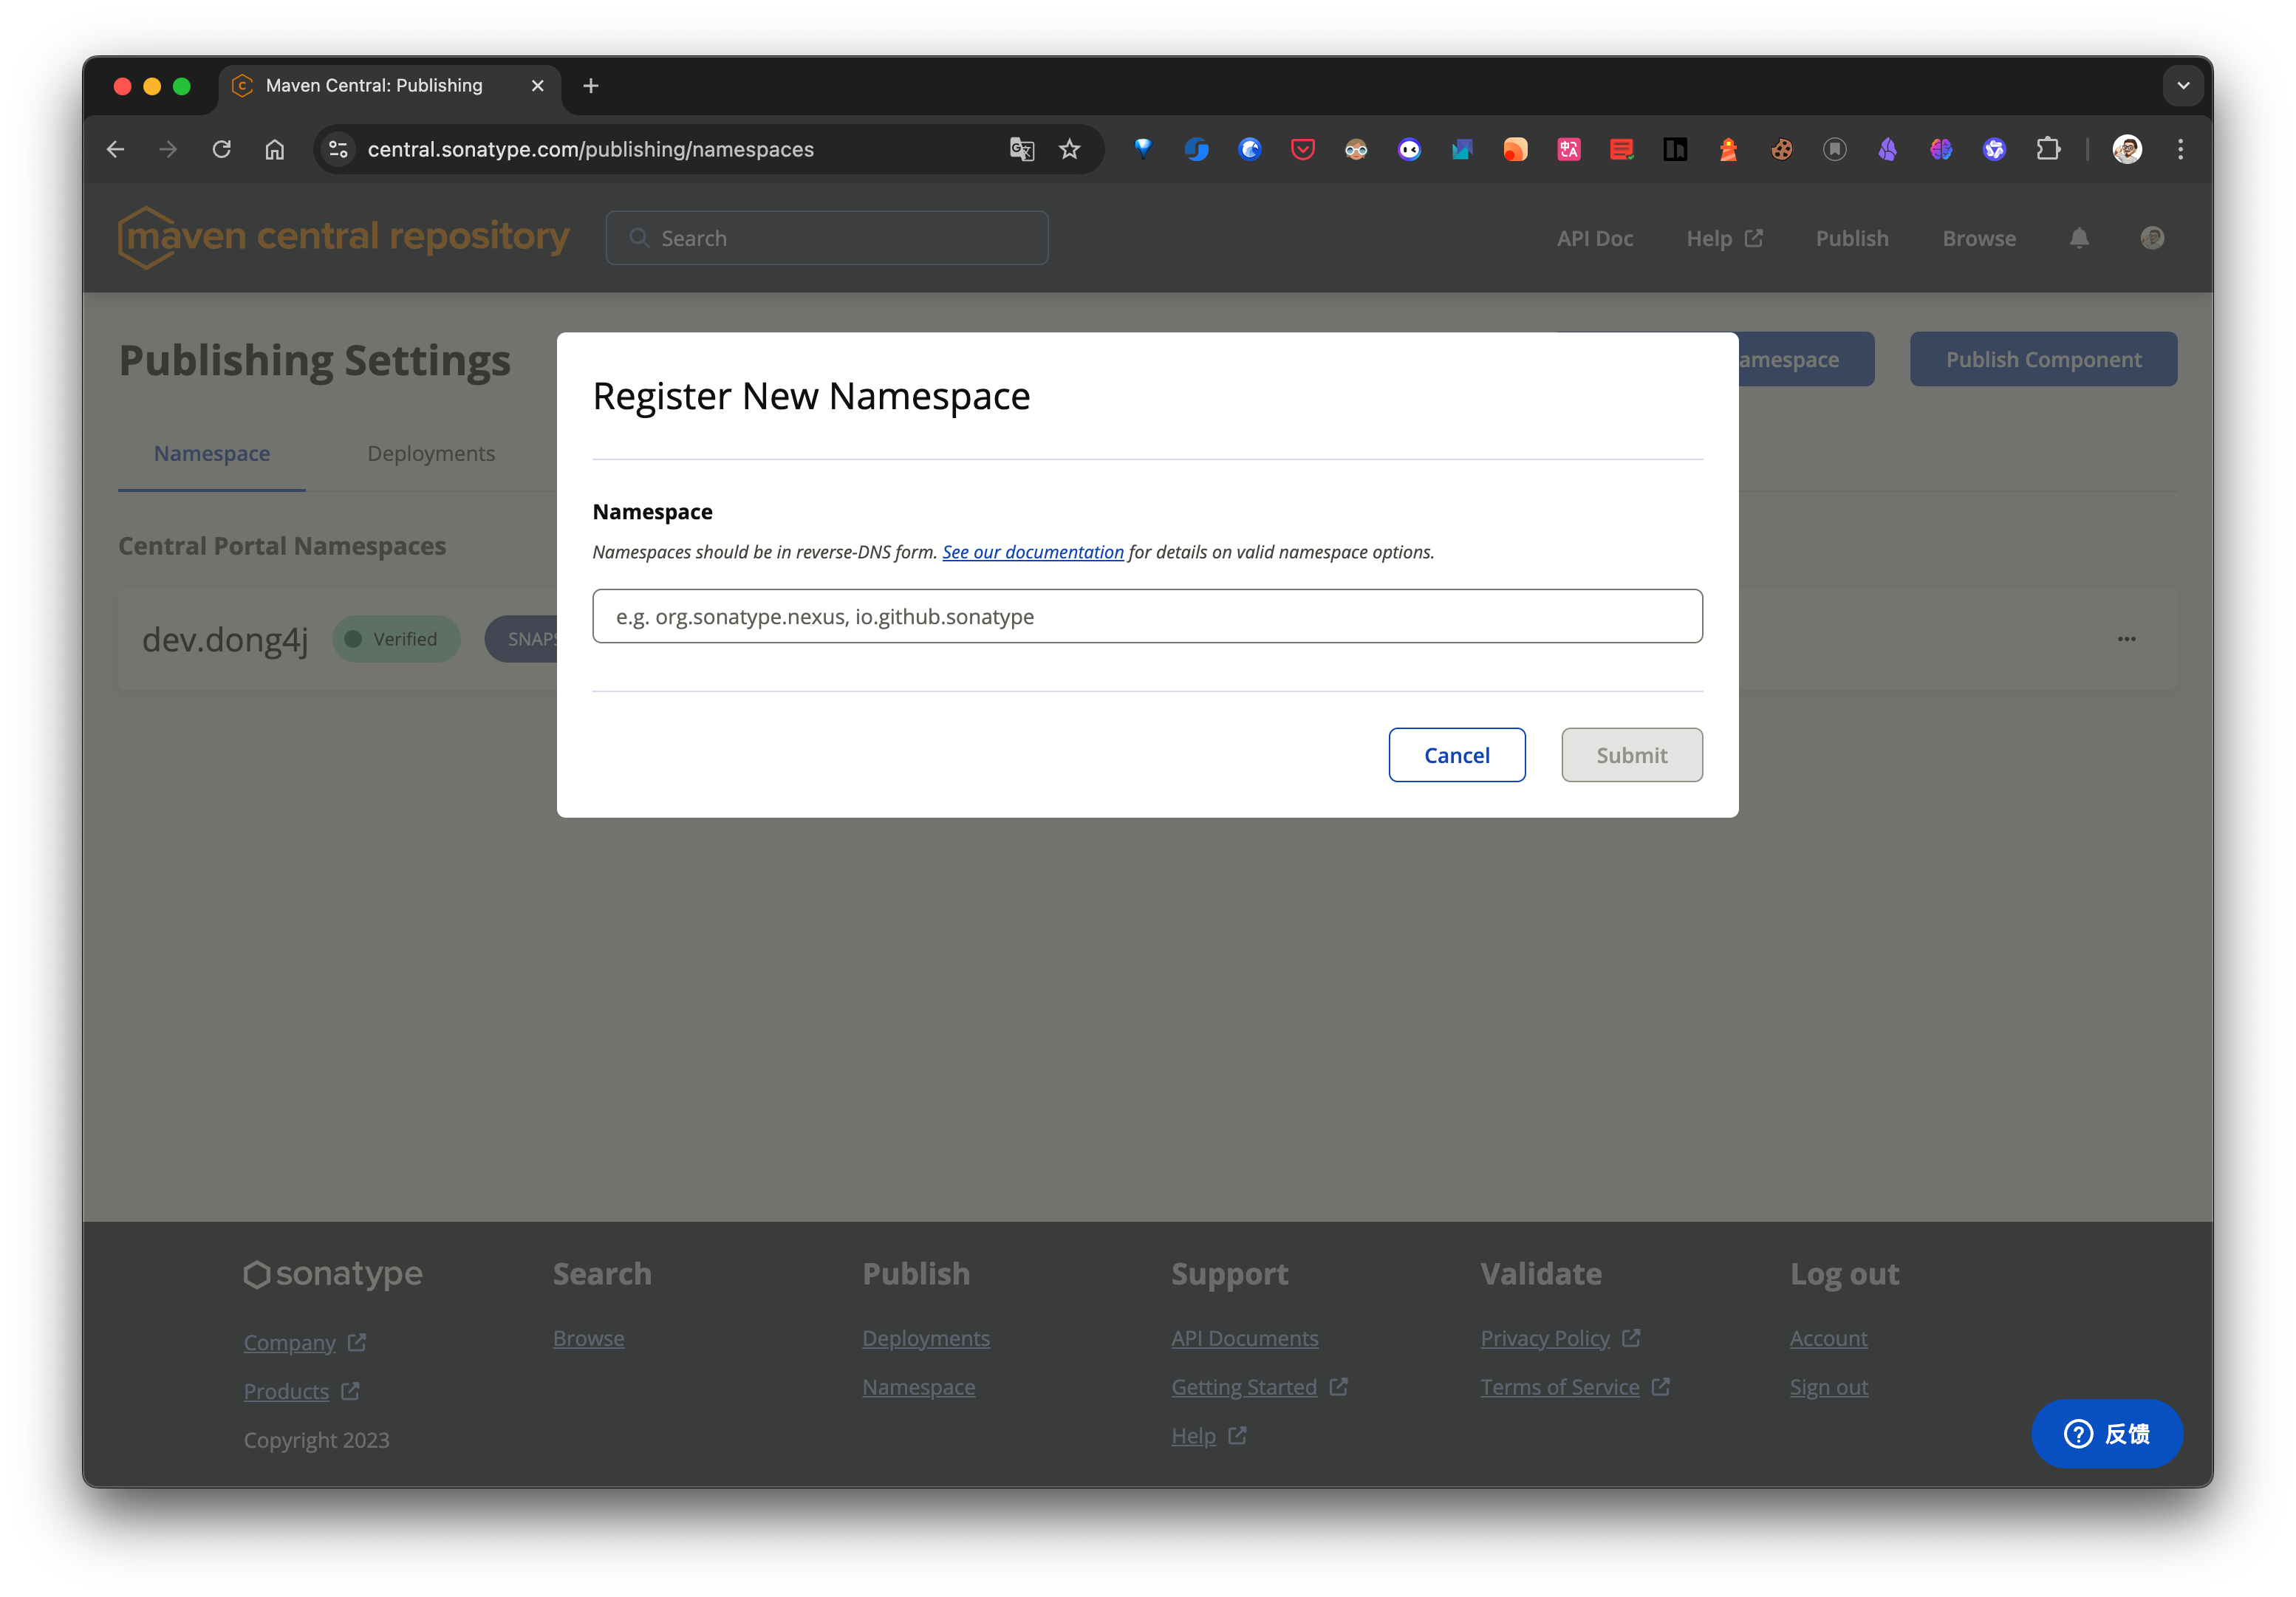 Maven Central: Publishing
central.sonatype.com/publishing/namespaces
maven central repository
Search
API Doc
Help
Publish
Browse
Publishing Settings
amespace
Publish Component
Namespace
Deployments
Central Portal Namespaces
dev.dong4j
Verified
SNAPS
Register New Namespace
Namespace
Namespaces should be in reverse-DNS form. See our documentation for details on valid namespace options.
e.g. org.sonatype.nexus, io.github.sonatype
Cancel
Submit
sonatype
Company
Products
Copyright 2023
Search
Browse
Publish
Deployments
Namespace
Support
API Documents
Getting Started
Help
Validate
Privacy Policy
Terms of Service
Log out
Account
Sign out
反馈